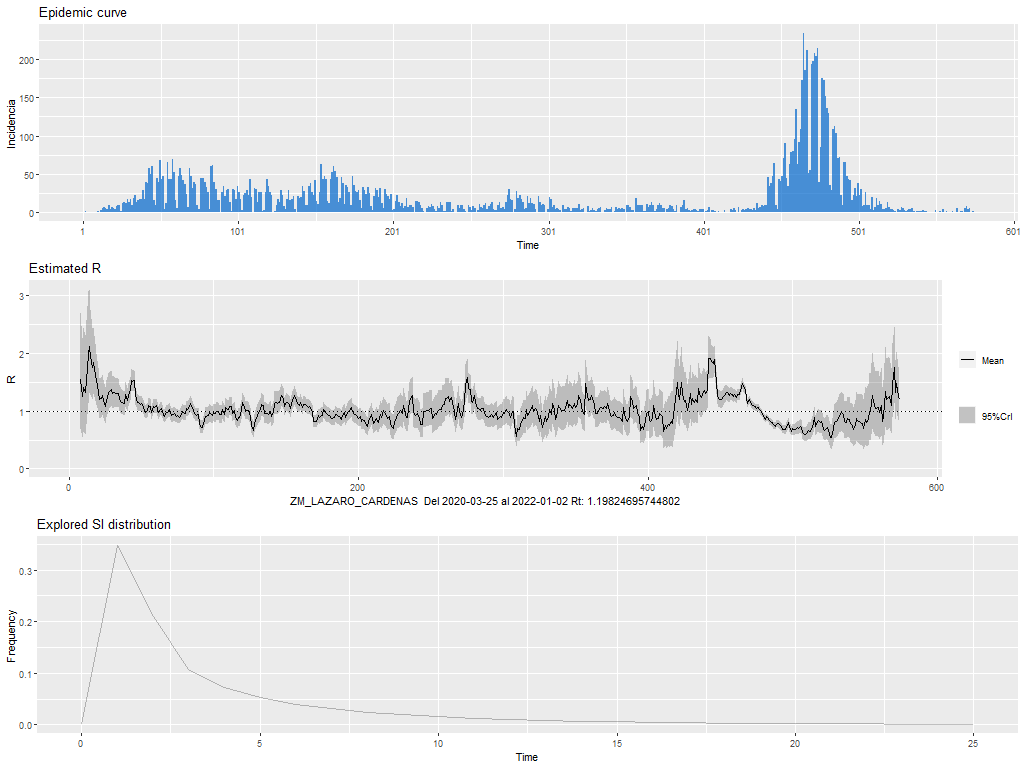 Epidemic curve
200
150
100
50
0
Incidencia
1 101 201 301 401 501 601
Time
Estimated R
3
2
1
0
R
Mean
95%CrI
0 200 400 600
ZM_LAZARO_CARDENAS Del 2020-03-25 al 2022-01-02 Rt: 1.19824695744802
Explored SI distribution
0.3
0.2
0.1
0.0
Frequency
0 5 10 15 20 25
Time